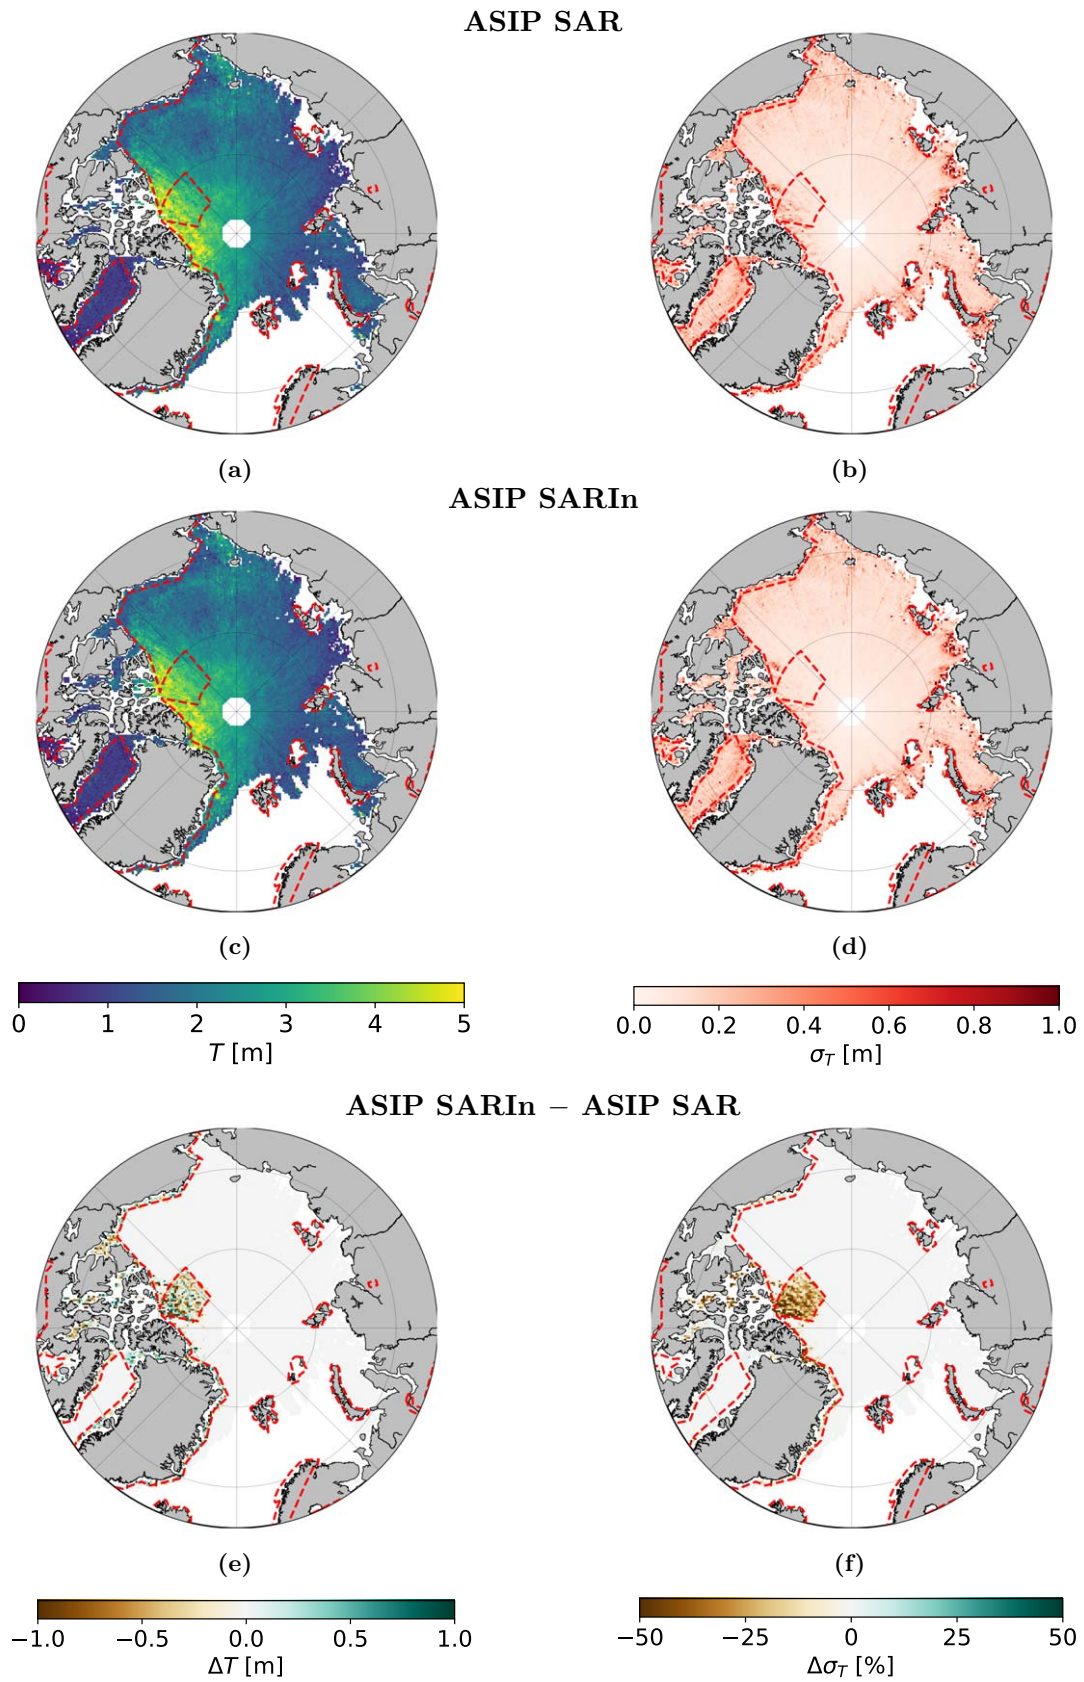 ASIP SAR
(a) (b)
ASIP SARIn
(c) (d)
0 1 2 3 4 5
T [m]
0.0 0.2 0.4 0.6 0.8 1.0
σ_T [m]
ASIP SARIn − ASIP SAR
(e) (f)
−1.0 −0.5 0.0 0.5 1.0
ΔT [m]
−50 −25 0 25 50
Δσ_T [%]